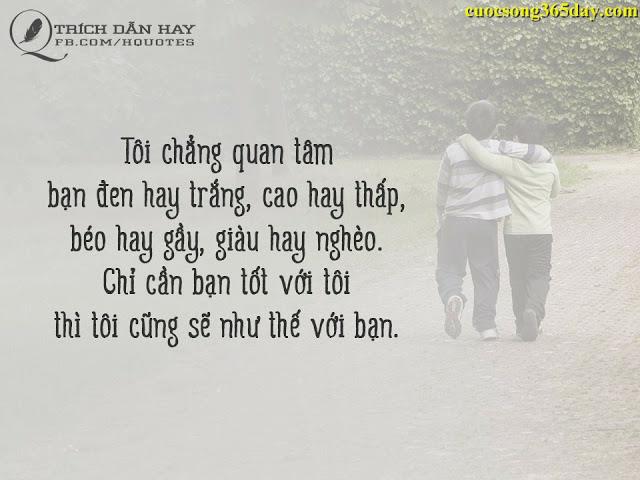 TRÍCH DẪN HAY
FB.COM/HQUOTES
cuocsong365day.com
Tôi chẳng quan tâm
bạn đen hay trắng, cao hay thấp,
béo hay gầy, giàu hay nghèo.
Chỉ cần bạn tốt với tôi
thì tôi cũng sẽ như thế với bạn.